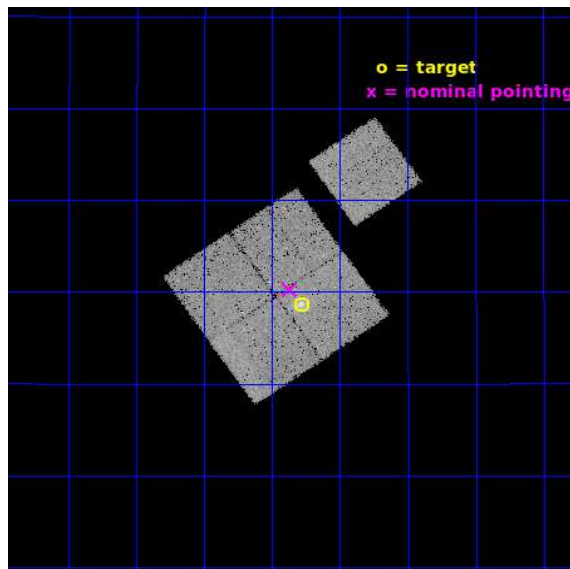 o = target
x = nominal pointing